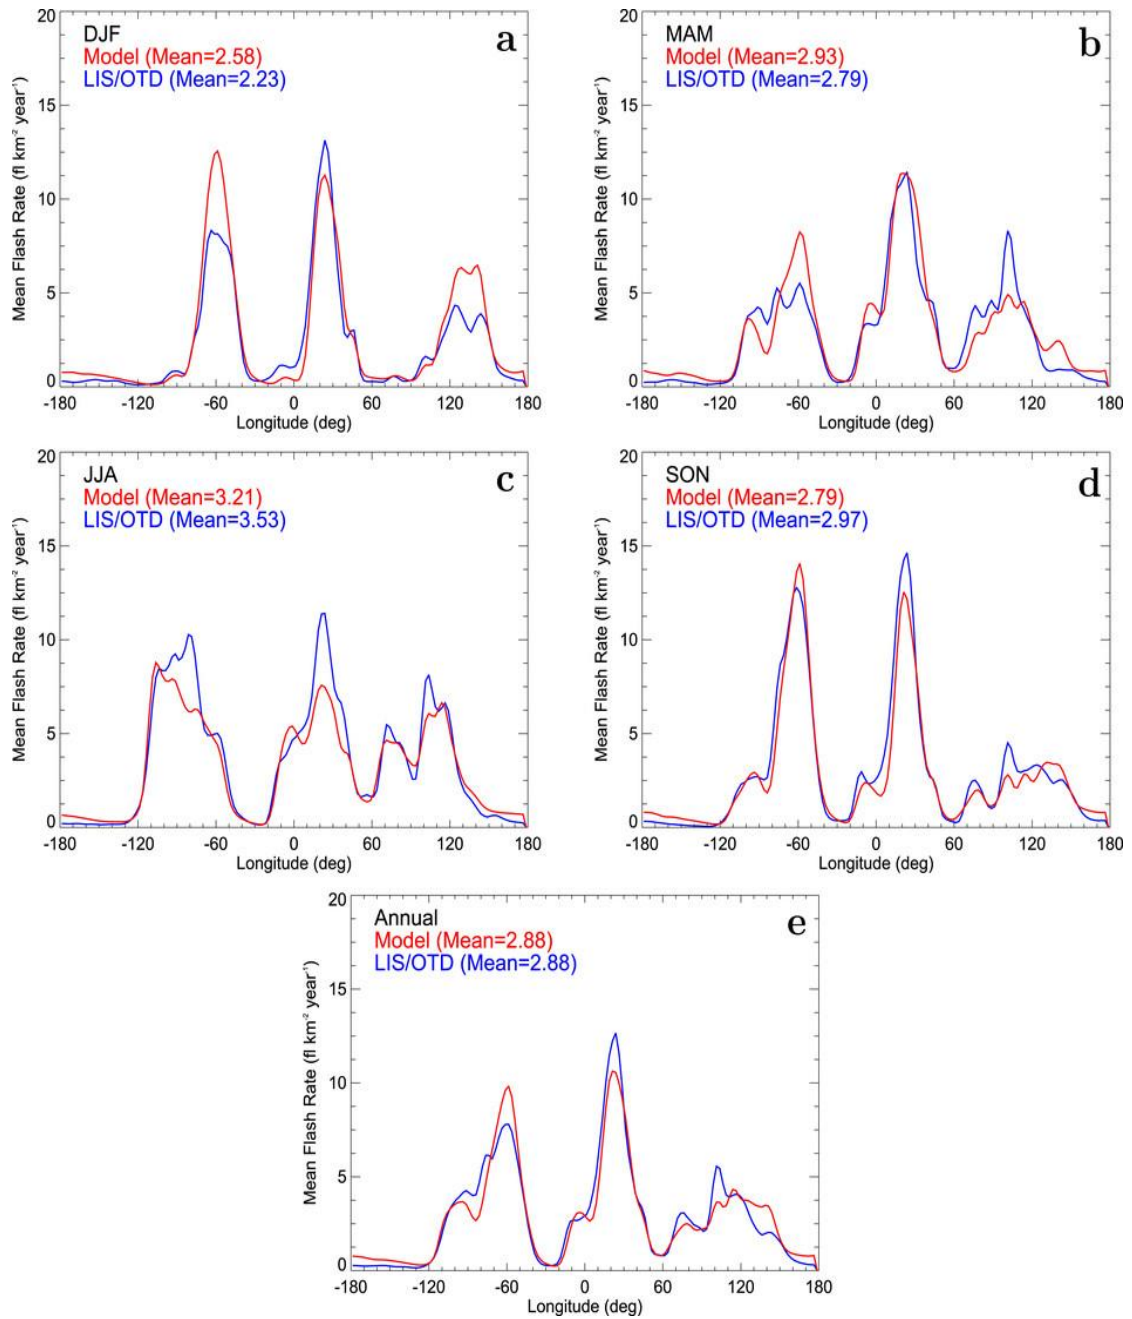 DJF
a
Model (Mean=2.58)
LIS/OTD (Mean=2.23)
Mean Flash Rate (fl km⁻² year⁻¹)
20
15
10
5
0
-180 -120 -60 0 60 120 180
Longitude (deg)
MAM
b
Model (Mean=2.93)
LIS/OTD (Mean=2.79)
Mean Flash Rate (fl km⁻² year⁻¹)
20
15
10
5
0
-180 -120 -60 0 60 120 180
Longitude (deg)
JJA
c
Model (Mean=3.21)
LIS/OTD (Mean=3.53)
Mean Flash Rate (fl km⁻² year⁻¹)
20
15
10
5
0
-180 -120 -60 0 60 120 180
Longitude (deg)
SON
d
Model (Mean=2.79)
LIS/OTD (Mean=2.97)
Mean Flash Rate (fl km⁻² year⁻¹)
20
15
10
5
0
-180 -120 -60 0 60 120 180
Longitude (deg)
Annual
e
Model (Mean=2.88)
LIS/OTD (Mean=2.88)
Mean Flash Rate (fl km⁻² year⁻¹)
20
15
10
5
0
-180 -120 -60 0 60 120 180
Longitude (deg)